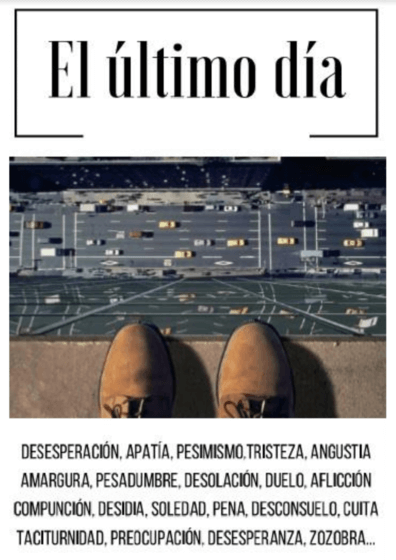 El último día
DESESPERACIÓN, APATÍA, PESIMISMO,TRISTEZA, ANGUSTIA
AMARGURA, PESADUMBRE, DESOLACIÓN, DUELO, AFLICCIÓN
COMPUNCIÓN, DESIDIA, SOLEDAD, PENA, DESCONSUELO, CUITA
TACITURNIDAD, PREOCUPACIÓN, DESESPERANZA, ZOZOBRA...